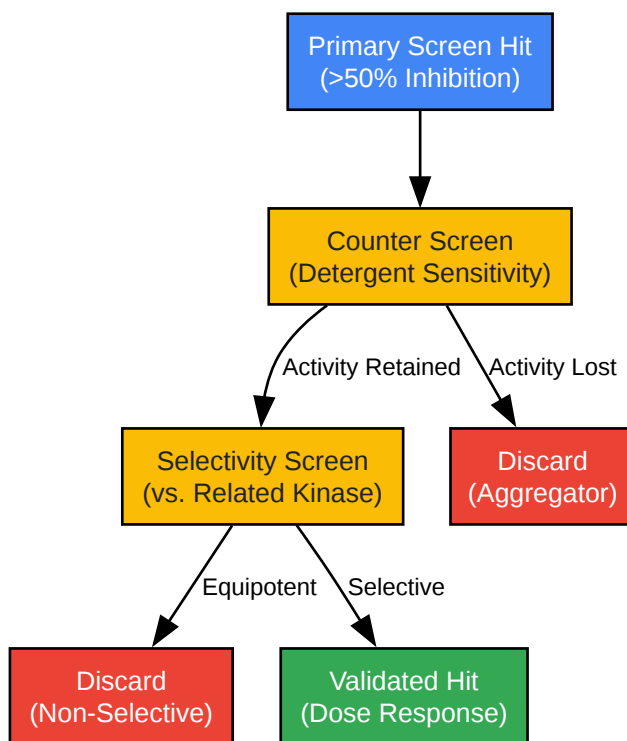 Primary Screen Hit
(>50% Inhibition)
Counter Screen
(Detergent Sensitivity)
Activity Retained
Activity Lost
Selectivity Screen
(vs. Related Kinase)
Discard
(Aggregator)
Equipotent
Selective
Discard
(Non-Selective)
Validated Hit
(Dose Response)